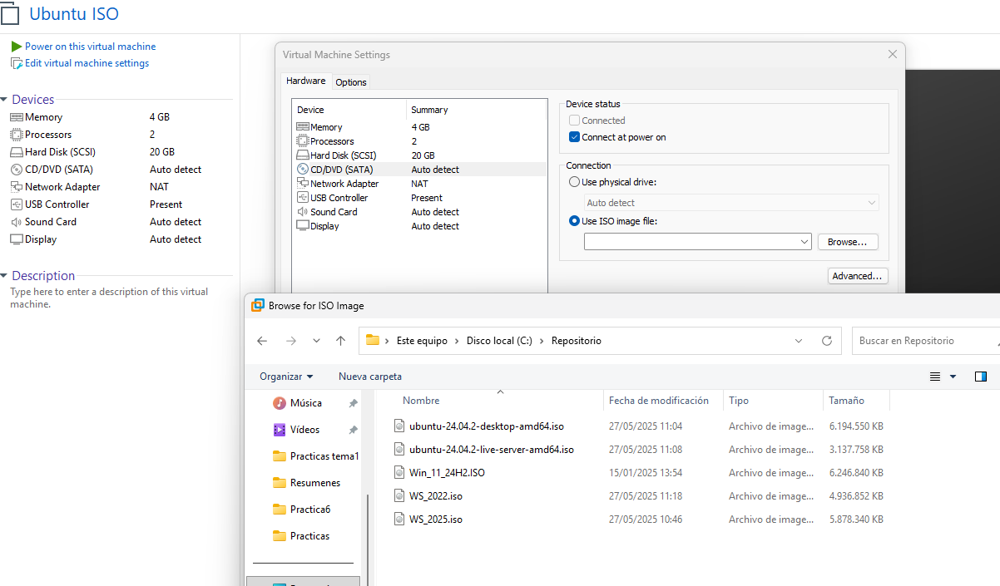 Ubuntu ISO
Power on this virtual machine
Edit virtual machine settings
Devices
Memory 4 GB
Processors 2
Hard Disk (SCSI) 20 GB
CD/DVD (SATA) Auto detect
Network Adapter NAT
USB Controller Present
Sound Card Auto detect
Display Auto detect
Description
Type here to enter a description of this virtual
machine.
Virtual Machine Settings
Hardware Options
Device Summary
Memory 4 GB
Processors 2
Hard Disk (SCSI) 20 GB
CD/DVD (SATA) Auto detect
Network Adapter NAT
USB Controller Present
Sound Card Auto detect
Display Auto detect
Device status
Connected
Connect at power on
Connection
Use physical drive:
Auto detect
Use ISO image file:
Browse...
Advanced...
Browse for ISO Image
Este equipo Disco local (C:) Repositorio
Buscar en Repositorio
Organizar Nueva carpeta
Música
Vídeos
Practicas tema1
Resumenes
Practica6
Practicas
Nombre Fecha de modificación Tipo Tamaño
ubuntu-24.04.2-desktop-amd64.iso 27/05/2025 11:04 Archivo de image... 6.194.550 KB
ubuntu-24.04.2-live-server-amd64.iso 27/05/2025 11:08 Archivo de image... 3.137.758 KB
Win_11_24H2.ISO 15/01/2025 13:54 Archivo de image... 6.246.840 KB
WS_2022.iso 27/05/2025 11:18 Archivo de image... 4.936.852 KB
WS_2025.iso 27/05/2025 10:46 Archivo de image... 5.878.340 KB